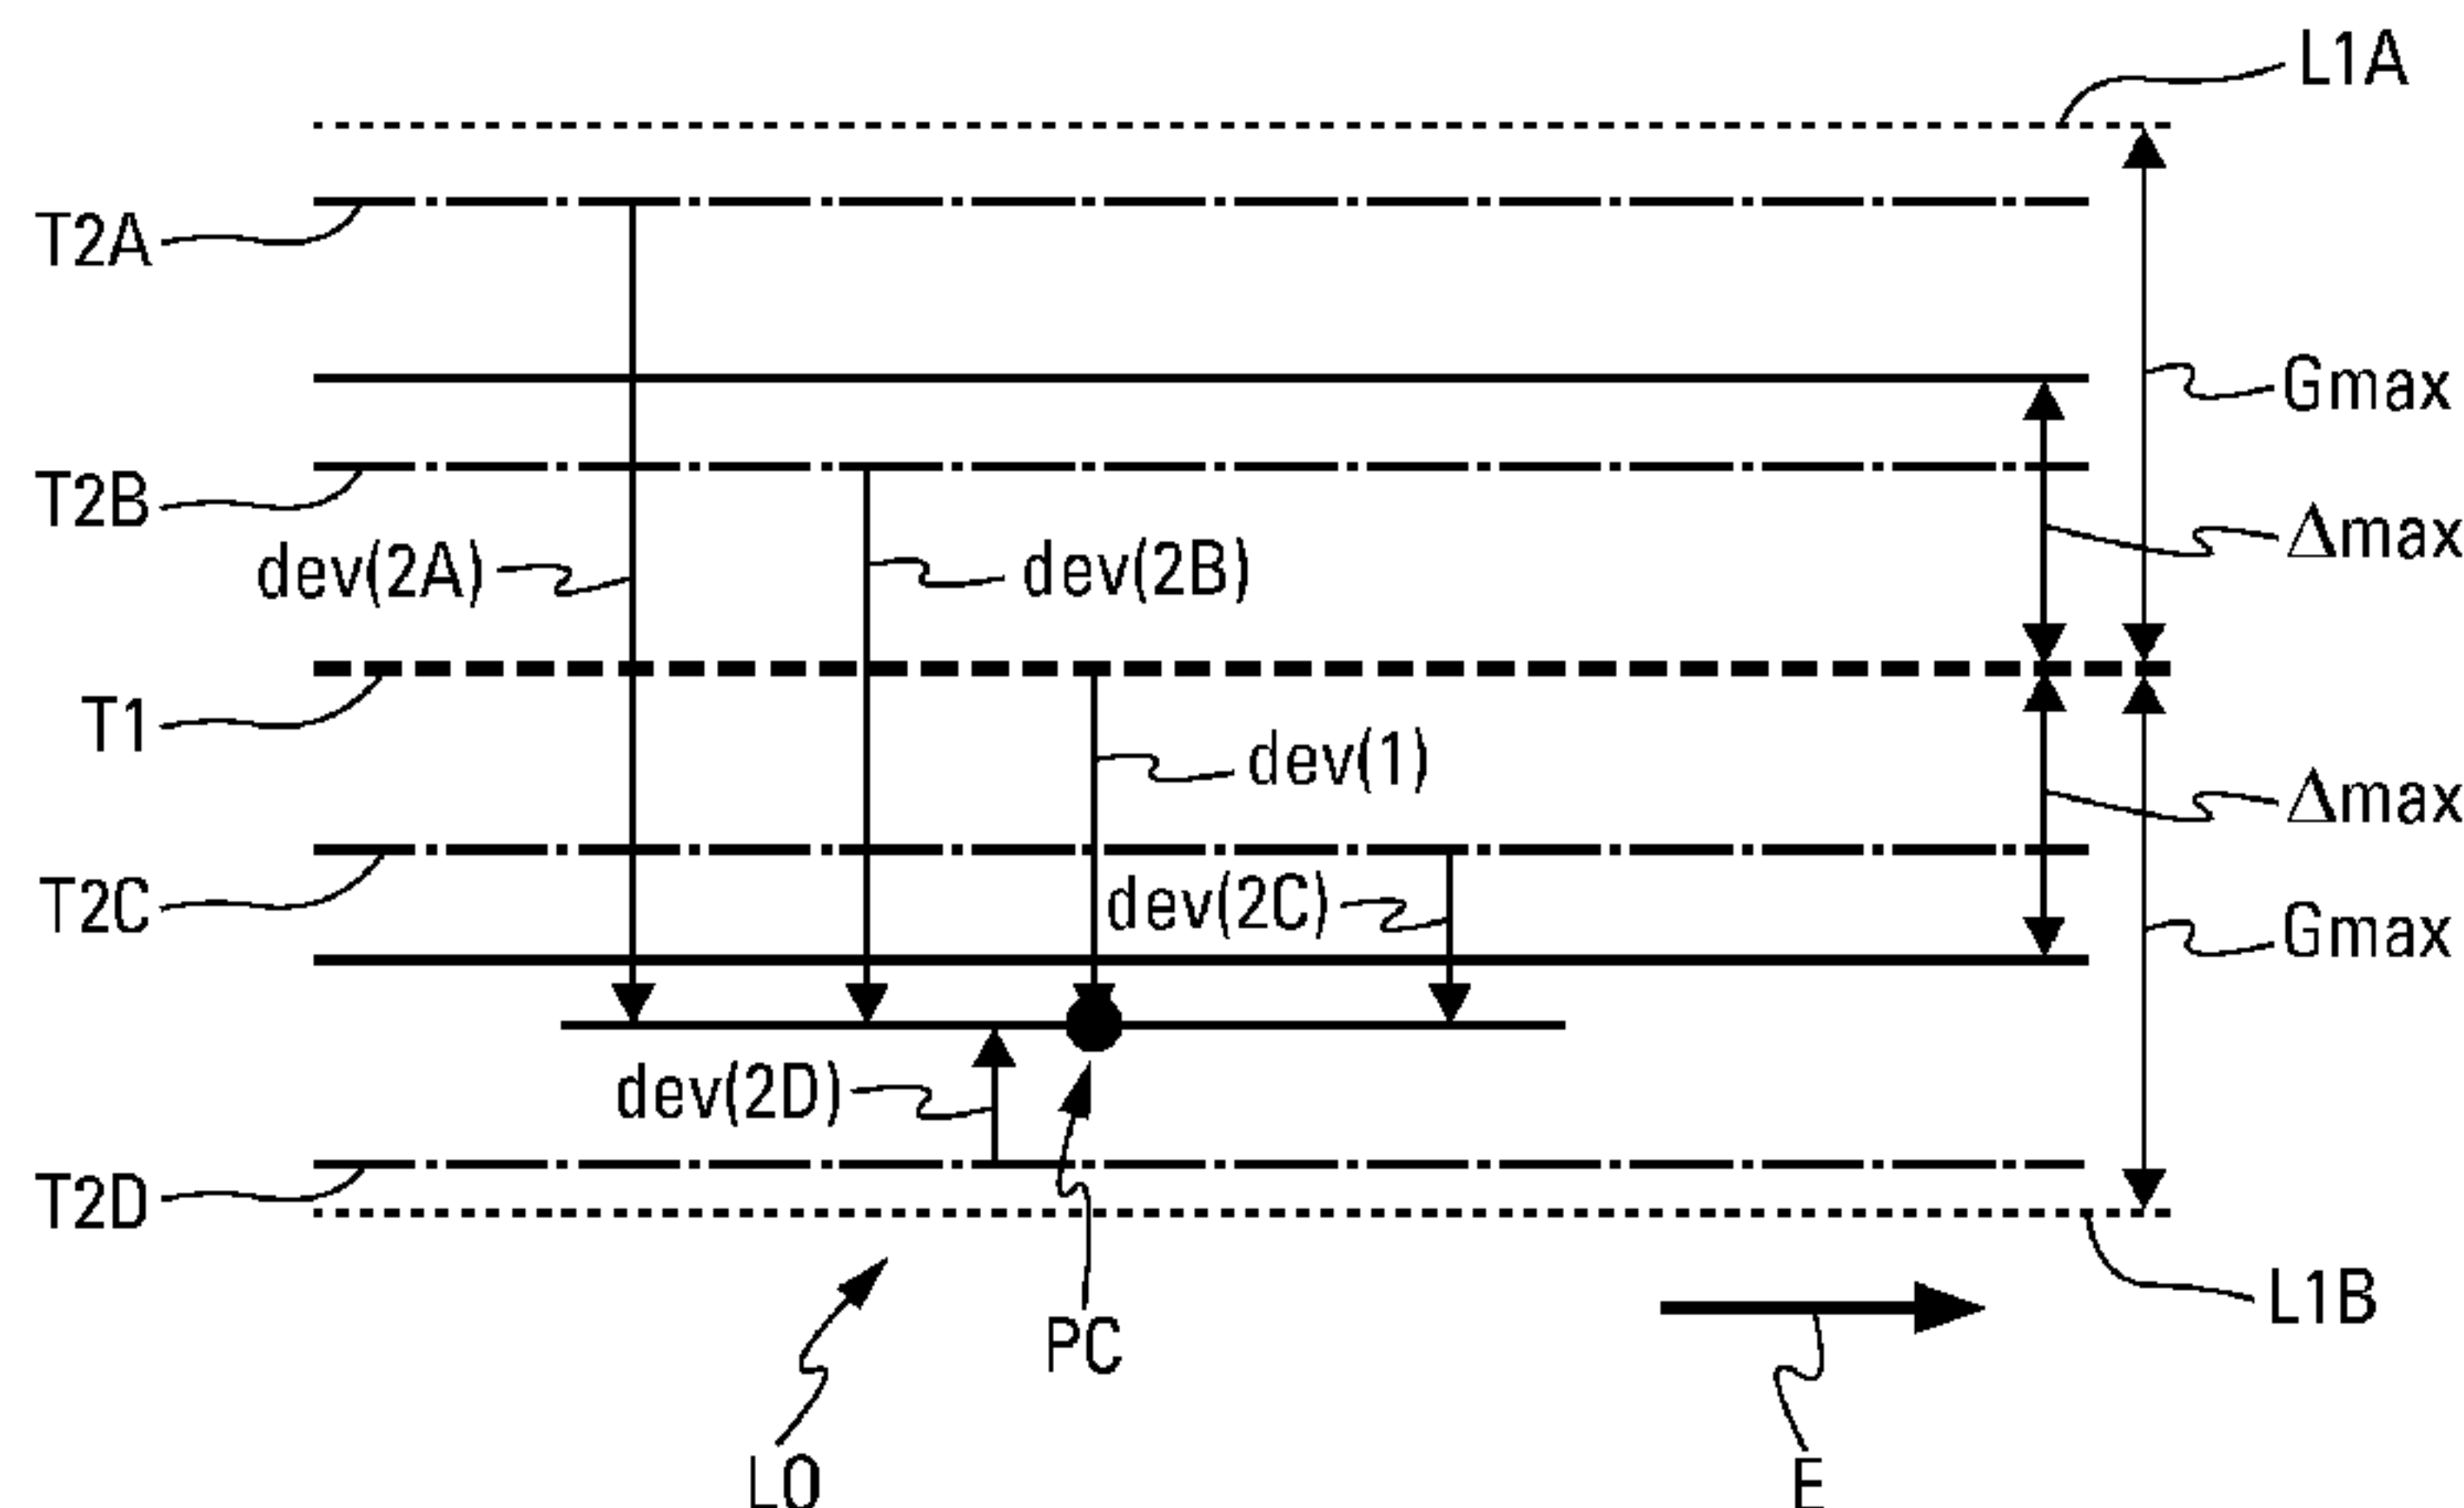 L1A
T2A
Gmax
T2B
Δmax
dev(2A)
dev(2B)
T1
dev(1)
Δmax
T2C
dev(2C)
Gmax
dev(2D)
T2D
L1B
PC
LO
E